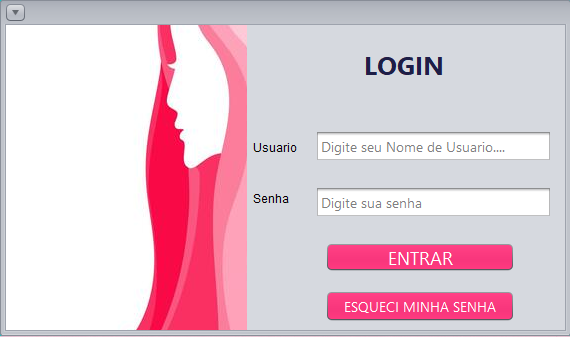 LOGIN
Usuario
Digite seu Nome de Usuario....
Senha
Digite sua senha
ENTRAR
ESQUECI MINHA SENHA